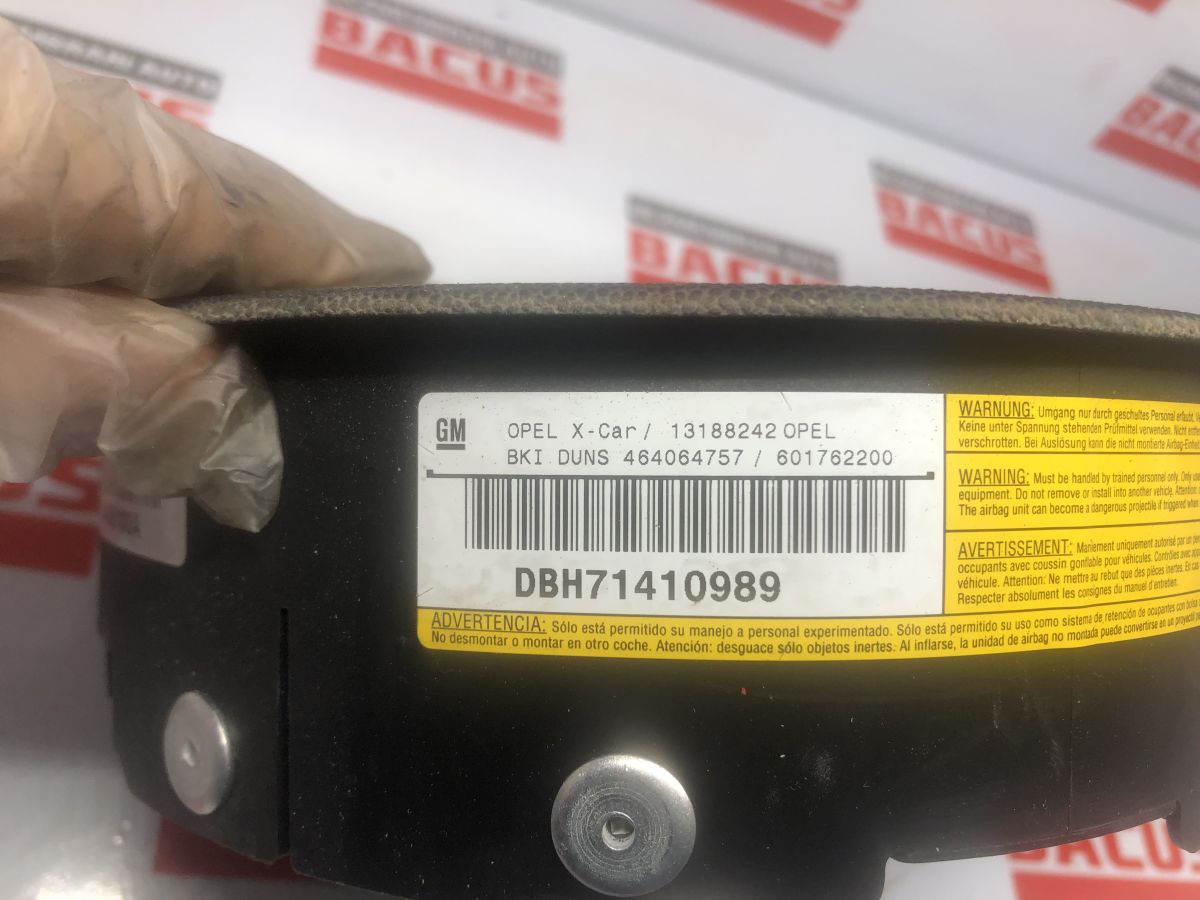 BACUS
BACUS
BACUS
BACUS
GM
OPEL X-Car/ 13188242 OPEL
BKI DUNS 464064757 / 601762200
DBH71410989
WARNUNG: Umgang nur durch geschultes Personal erlaubt.
Keine unter Spannung stehenden Prüfmittel verwenden. Nicht
verschrotten. Bei Auslösung kann die nicht montierte
WARNING: Must be handled by trained personnel only. Only
equipment. Do not remove or install into another vehicle. Attention:
The airbag unit can become a dangerous projectile if triggered when
AVERTISSEMENT: Maniement uniquement autorisé par un
occupants avec coussin gonflable pour véhicules. Contrôles avec
véhicule. Attention: Ne mettre au rebut que des pièces inertes. En cas
Respecter absolument les consignes du manuel d'entretien.
ADVERTENCIA: Sólo está permitido su manejo a personal experimentado. Sólo está permitido su uso como sistema de retención de ocupantes con
No desmontar o montar en otro coche. Atención: desguace sólo objetos inertes. Al inflarse, la unidad de airbag no montada puede convertirse en un proyectil
BACUS